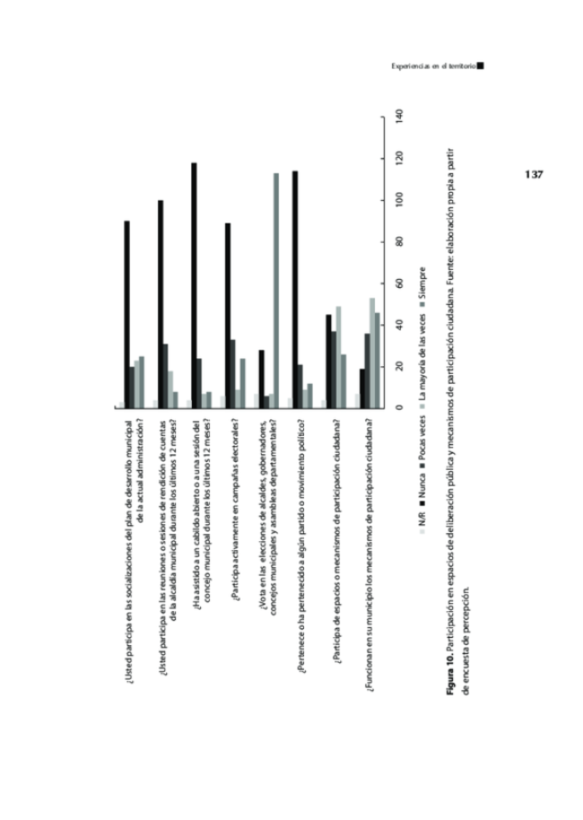 Experiencias en el territorio
137
¿Usted participa en las socializaciones del plan de desarrollo municipal
de la actual administración?
¿Usted participa en las reuniones o sesiones de rendición de cuentas
de la alcaldía municipal durante los últimos 12 meses?
¿Ha asistido a un cabildo abierto o a una sesión del
concejo municipal durante los últimos 12 meses?
¿Participa activamente en campañas electorales?
¿Vota en las elecciones de alcaldes, gobernadores,
concejos municipales y asambleas departamentales?
¿Pertenece o ha pertenecido a algún partido o movimiento político?
¿Participa de espacios o mecanismos de participación ciudadana?
¿Funcionan en su municipio los mecanismos de participación ciudadana?
0 20 40 60 80 100 120 140
N/R Nunca Pocas veces La mayoría de las veces Siempre
Figura 10. Participación en espacios de deliberación pública y mecanismos de participación ciudadana. Fuente: elaboración propia a partir
de encuesta de percepción.